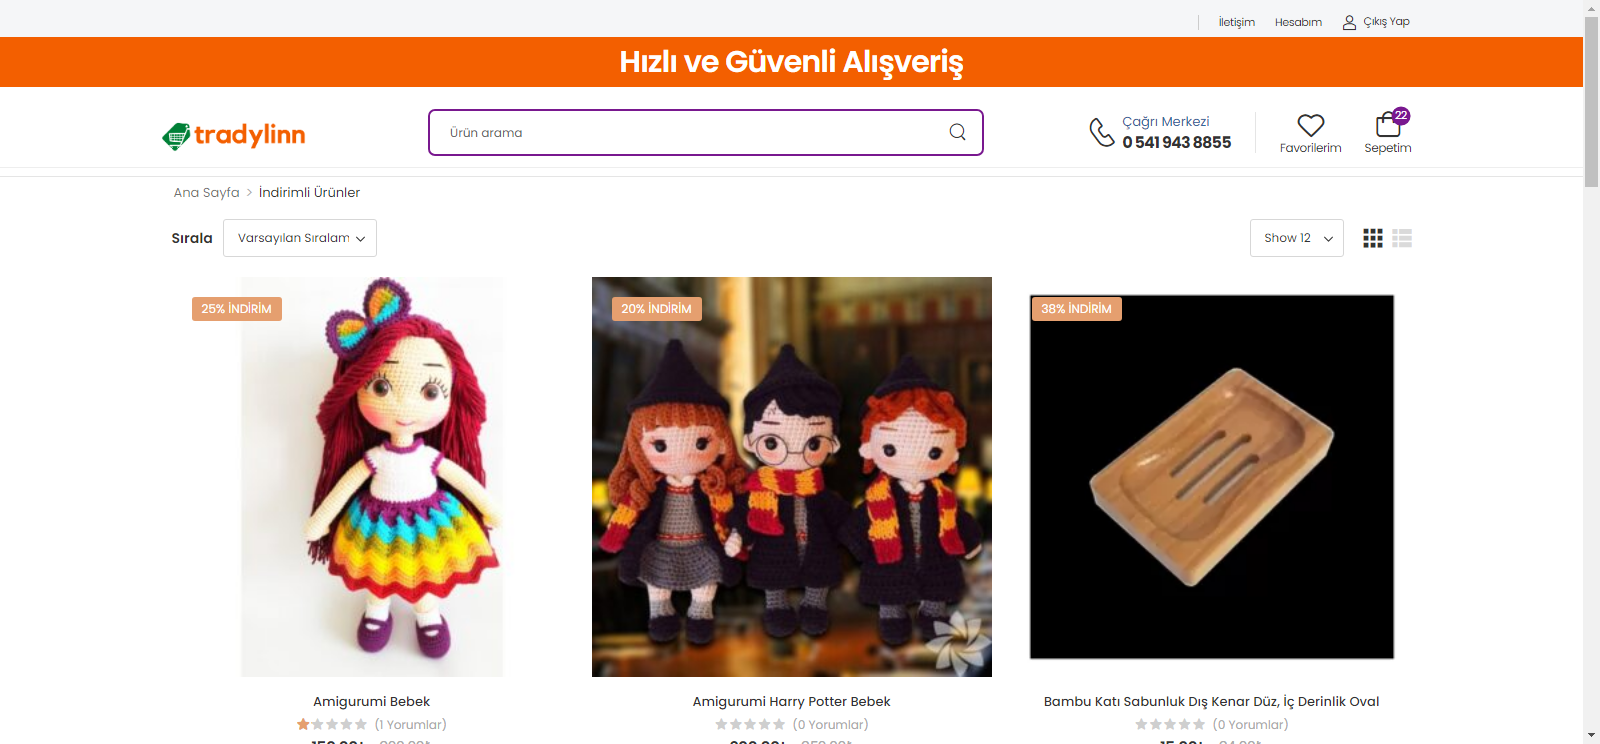 İletişim Hesabım Çıkış Yap
Hızlı ve Güvenli Alışveriş
tradylinn
Ürün arama
Çağrı Merkezi
0 541 943 8855
Favorilerim
22
Sepetim
Ana Sayfa > İndirimli Ürünler
Sırala Varsayılan Sıralam
Show 12
25% İNDİRİM
20% İNDİRİM
38% İNDİRİM
Amigurumi Bebek
(1 Yorumlar)
Amigurumi Harry Potter Bebek
(0 Yorumlar)
Bambu Katı Sabunluk Dış Kenar Düz, İç Derinlik Oval
(0 Yorumlar)